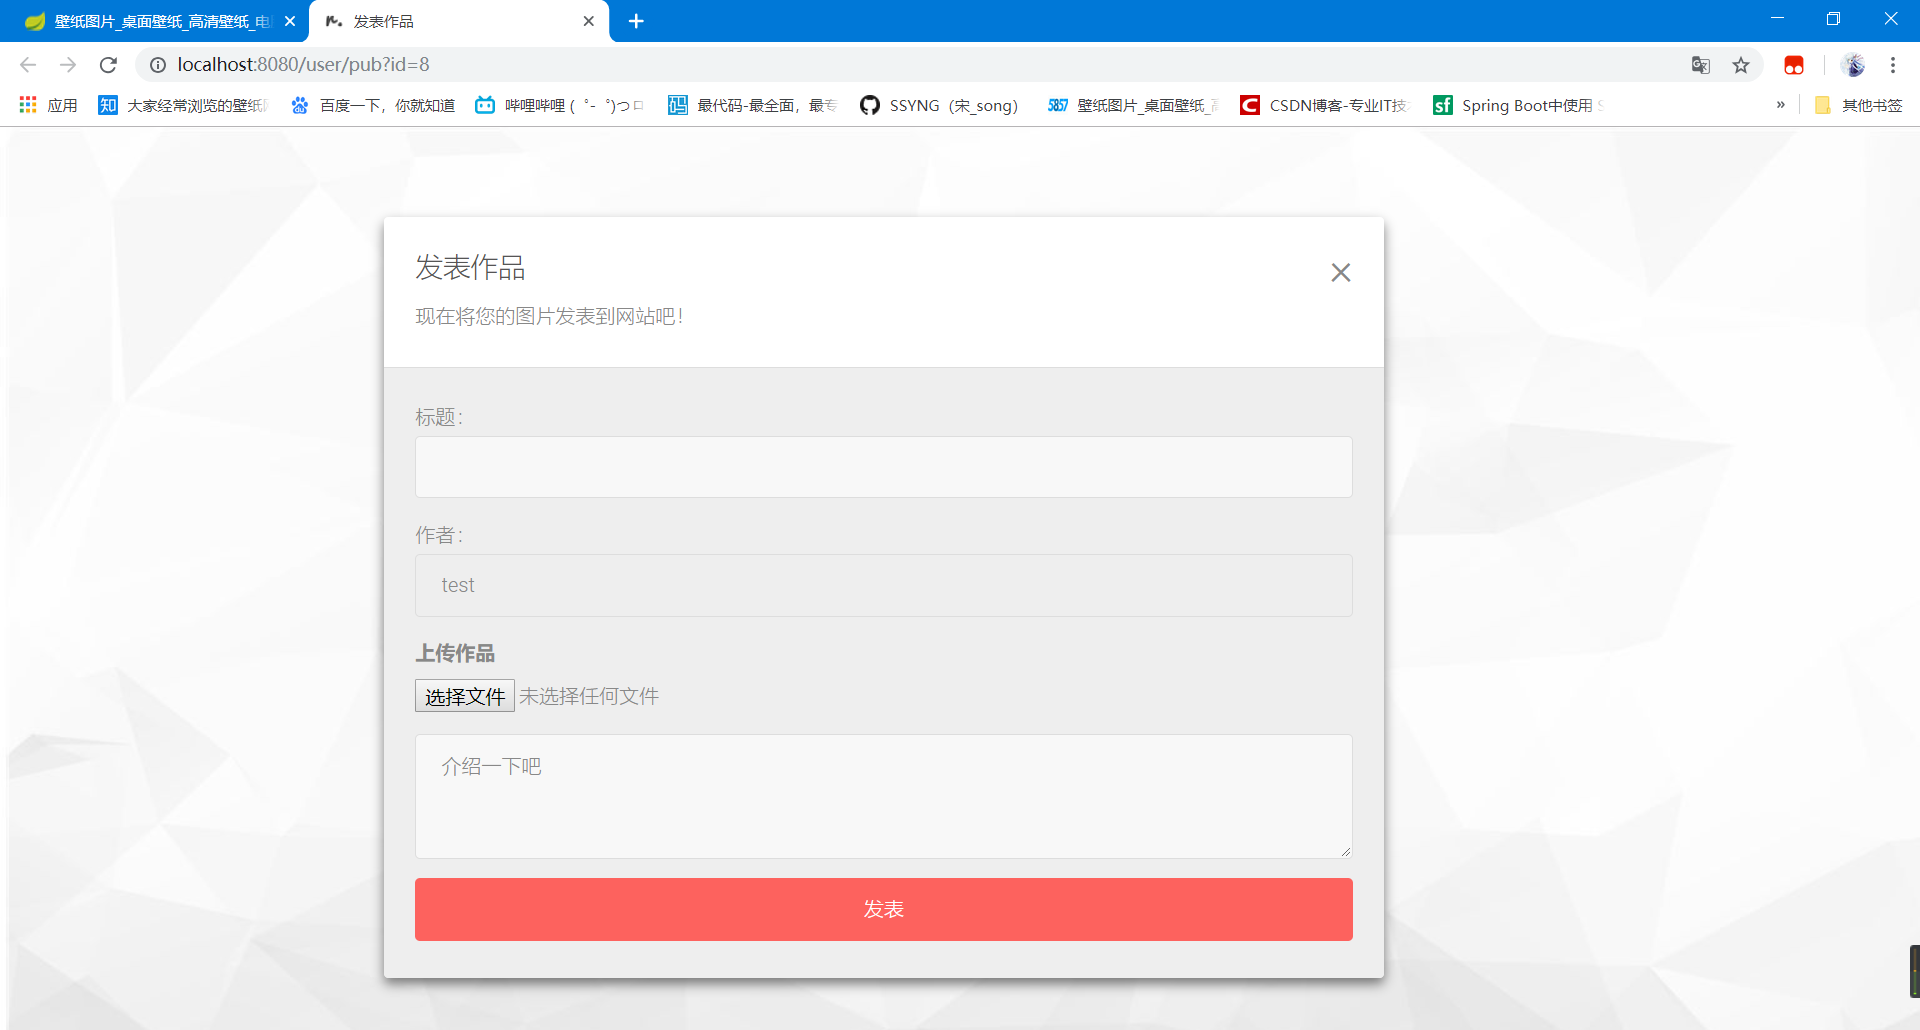 壁纸图片_桌面壁纸_高清壁纸_电
发表作品
localhost:8080/user/pub?id=8
应用
大家经常浏览的壁纸网
百度一下，你就知道
哔哩哔哩 ( ゜- ゜)つロ
最代码-最全面，最专
SSYNG（宋_song）
壁纸图片_桌面壁纸_高
CSDN博客-专业IT技术
Spring Boot中使用 S
»
其他书签
发表作品
现在将您的图片发表到网站吧！
标题：
作者：
test
上传作品
选择文件 未选择任何文件
介绍一下吧
发表